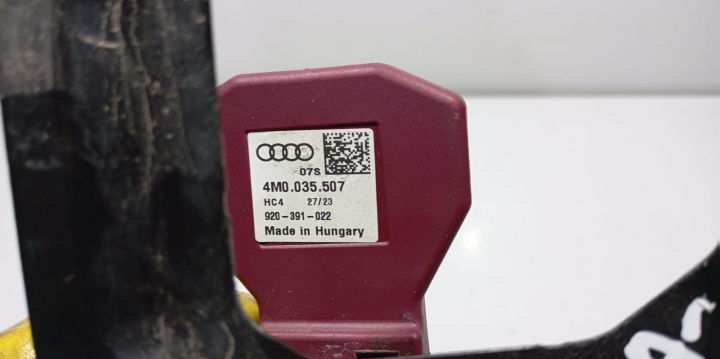 07S
4M0.035.507
HC4 27/23
920-391-022
Made in Hungary